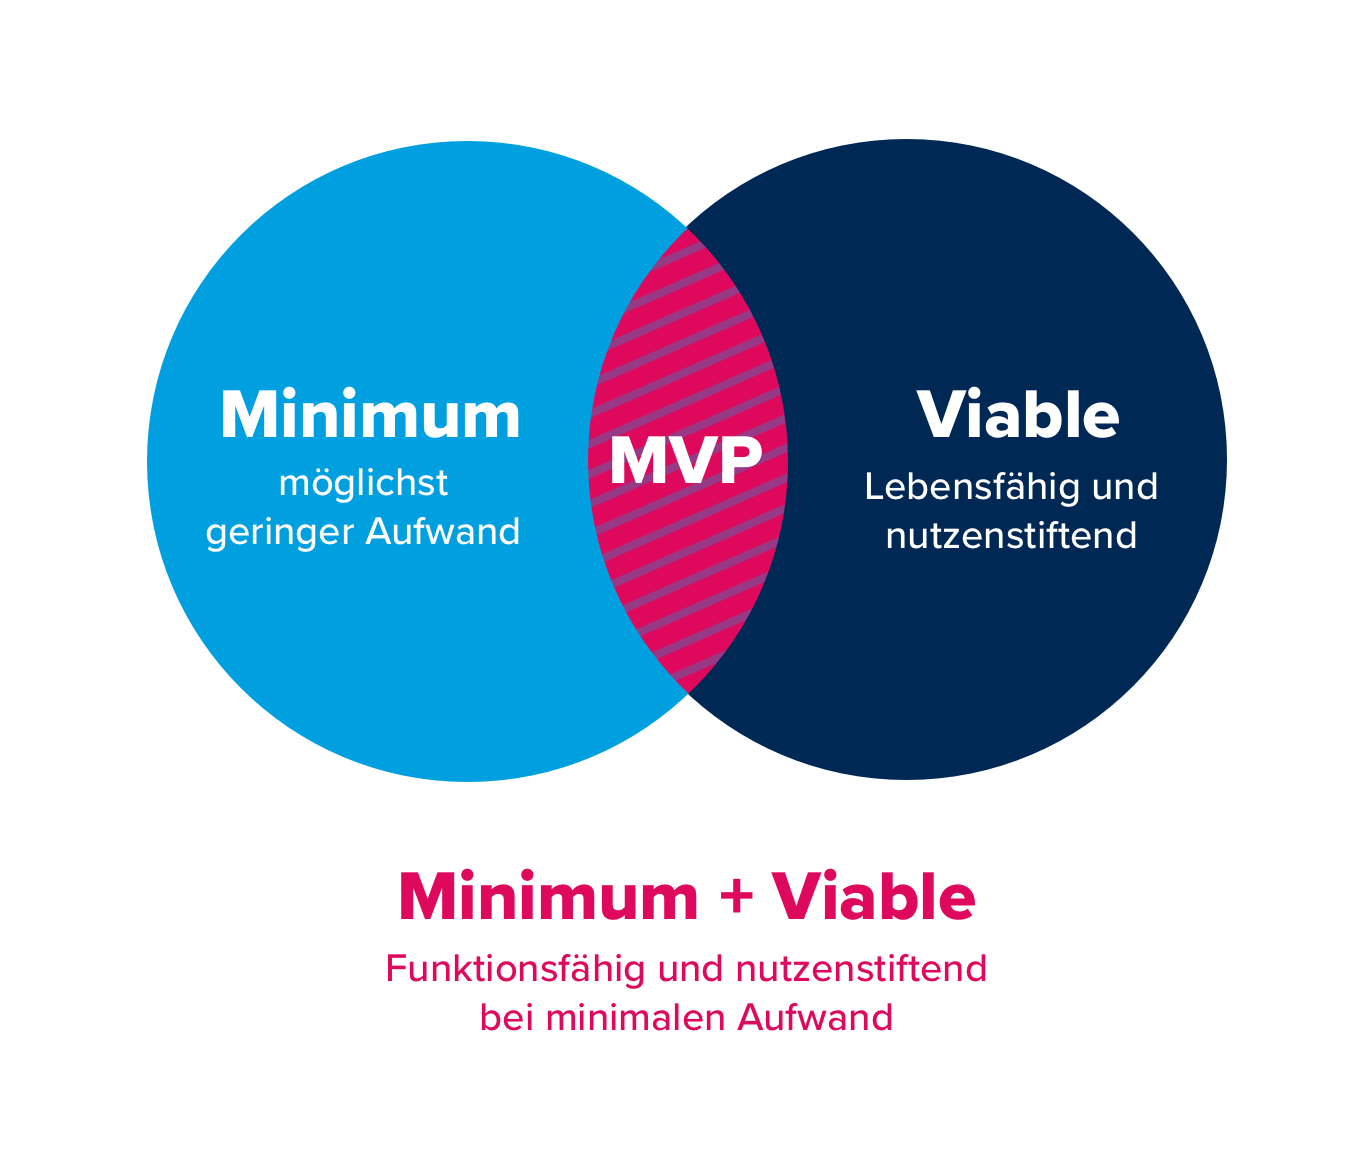 Minimum
möglichst
geringer Aufwand
MVP
Viable
Lebensfähig und
nutzenstiftend
Minimum + Viable
Funktionsfähig und nutzenstiftend
bei minimalen Aufwand